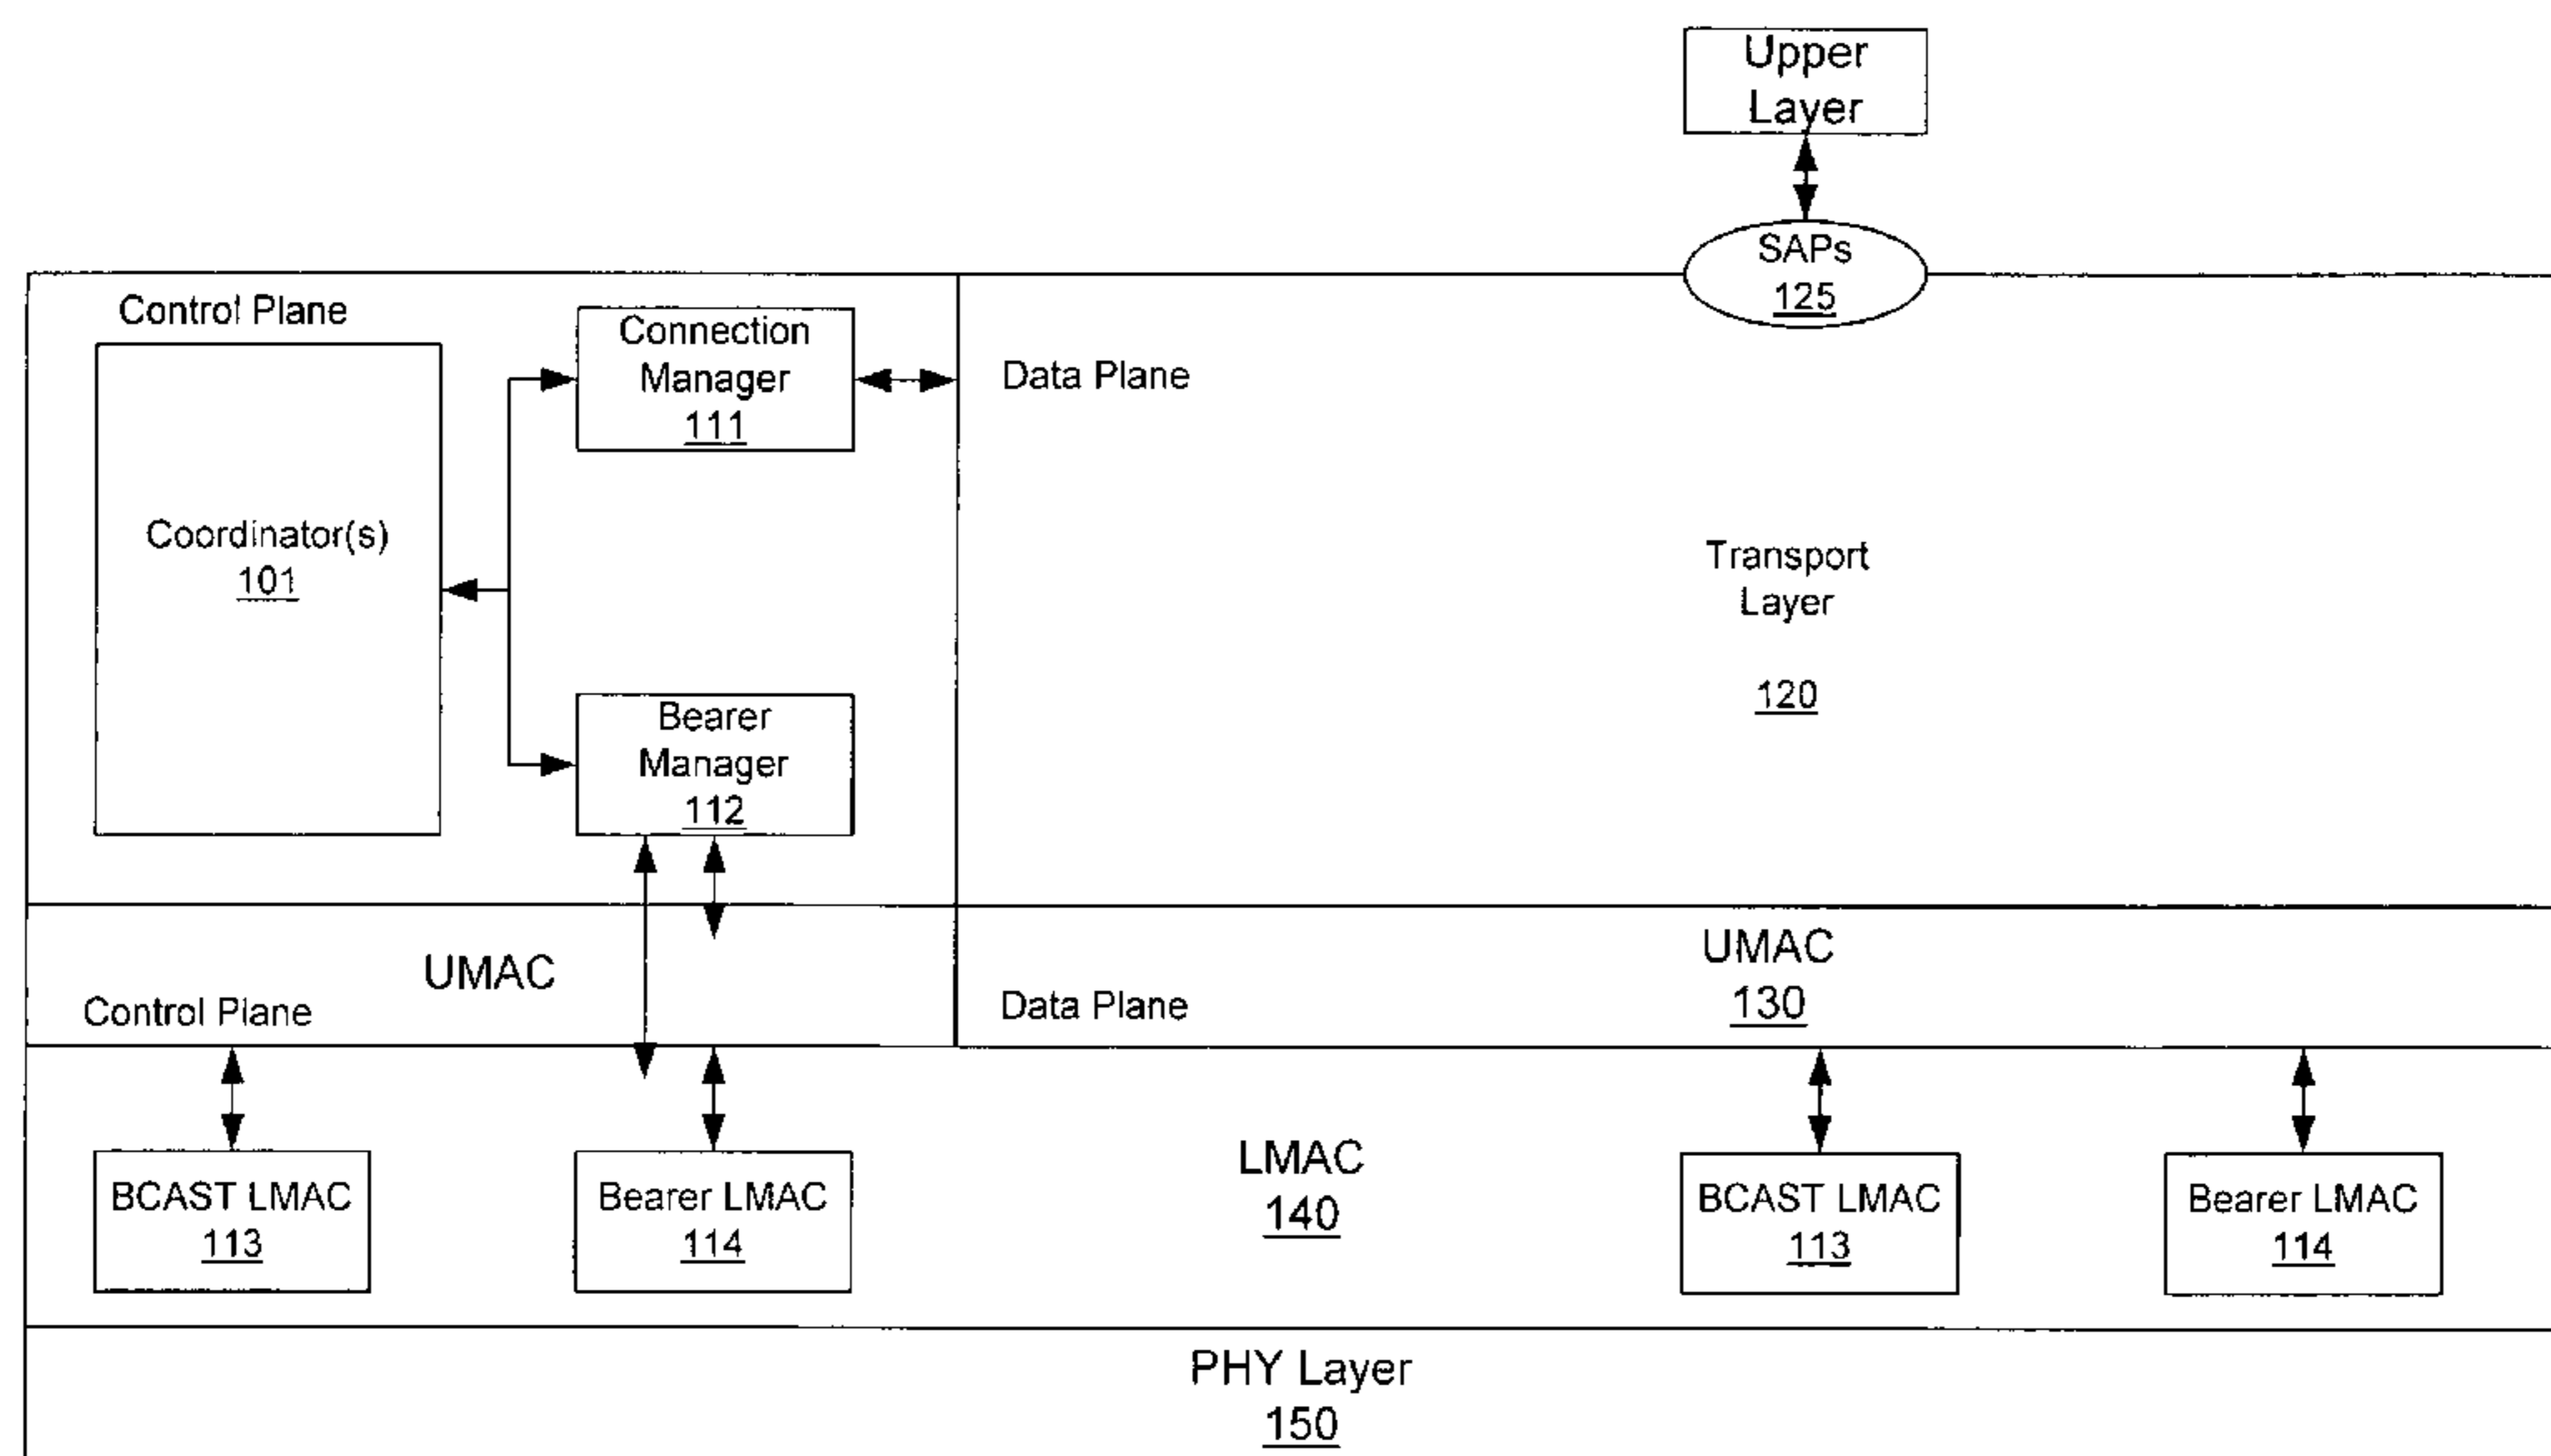 Upper
Layer
SAPs
125
Control Plane
Connection
Manager
111
Data Plane
Coordinator(s)
101
Transport
Layer
120
Bearer
Manager
112
UMAC
Control Plane
UMAC
130
Data Plane
BCAST LMAC
113
Bearer LMAC
114
LMAC
140
BCAST LMAC
113
Bearer LMAC
114
PHY Layer
150